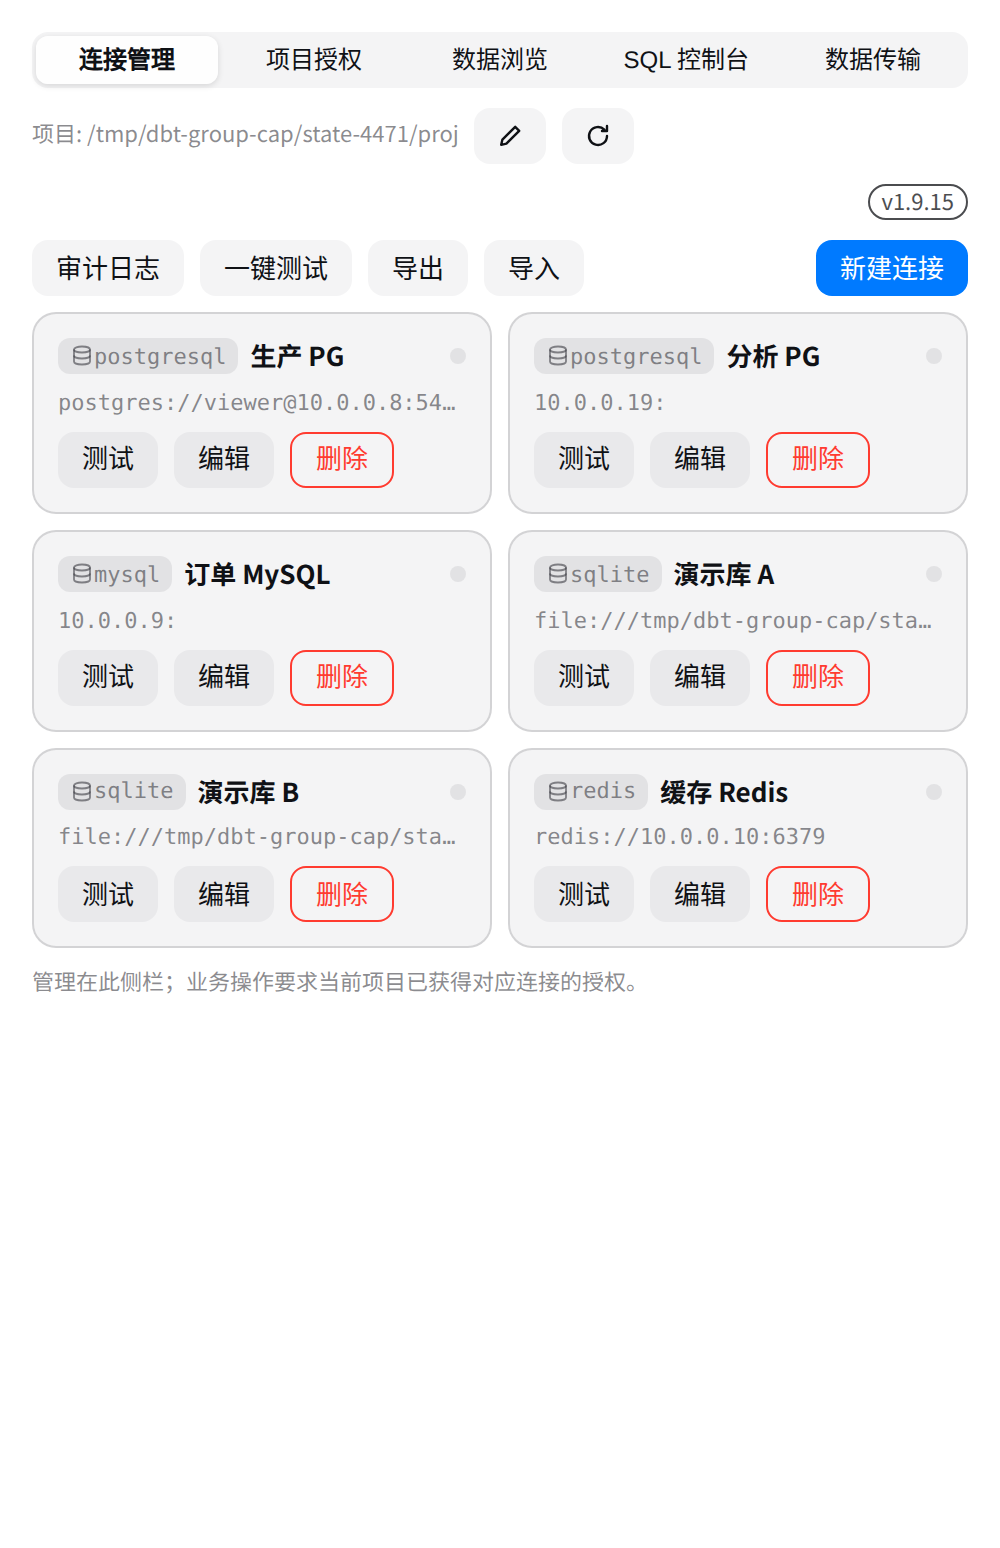 连接管理 项目授权 数据浏览 SQL 控制台 数据传输
项目: /tmp/dbt-group-cap/state-4471/proj
v1.9.15
审计日志 一键测试 导出 导入 新建连接
postgresql 生产 PG
postgres://viewer@10.0.0.8:54…
测试 编辑 删除
postgresql 分析 PG
10.0.0.19:
测试 编辑 删除
mysql 订单 MySQL
10.0.0.9:
测试 编辑 删除
sqlite 演示库 A
file:///tmp/dbt-group-cap/sta…
测试 编辑 删除
sqlite 演示库 B
file:///tmp/dbt-group-cap/sta…
测试 编辑 删除
redis 缓存 Redis
redis://10.0.0.10:6379
测试 编辑 删除
管理在此侧栏；业务操作要求当前项目已获得对应连接的授权。